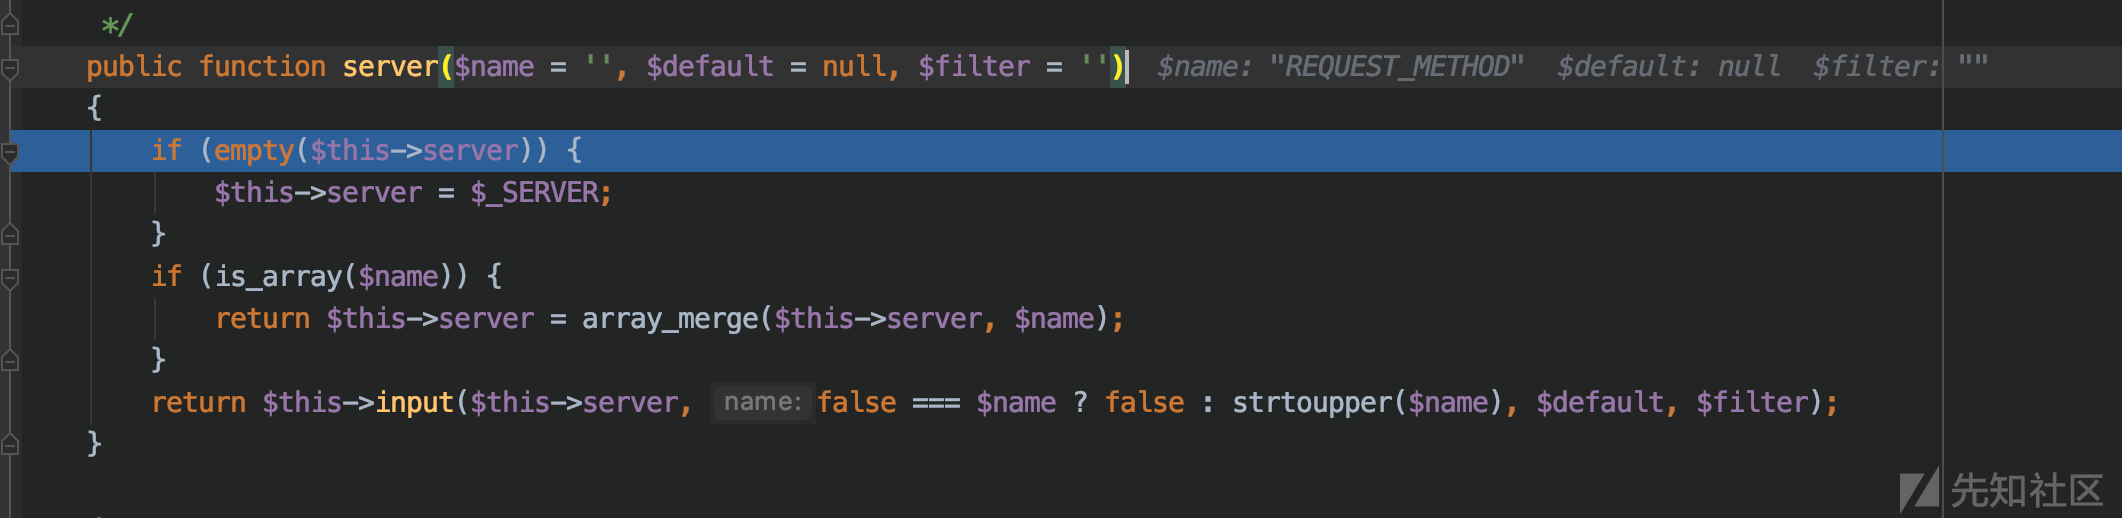 */
public function server($name = '', $default = null, $filter = '') $name: "REQUEST_METHOD" $default: null $filter: ""
{
if (empty($this->server)) {
$this->server = $_SERVER;
}
if (is_array($name)) {
return $this->server = array_merge($this->server, $name);
}
return $this->input($this->server, name: false === $name ? false : strtoupper($name), $default, $filter);
}
先知社区